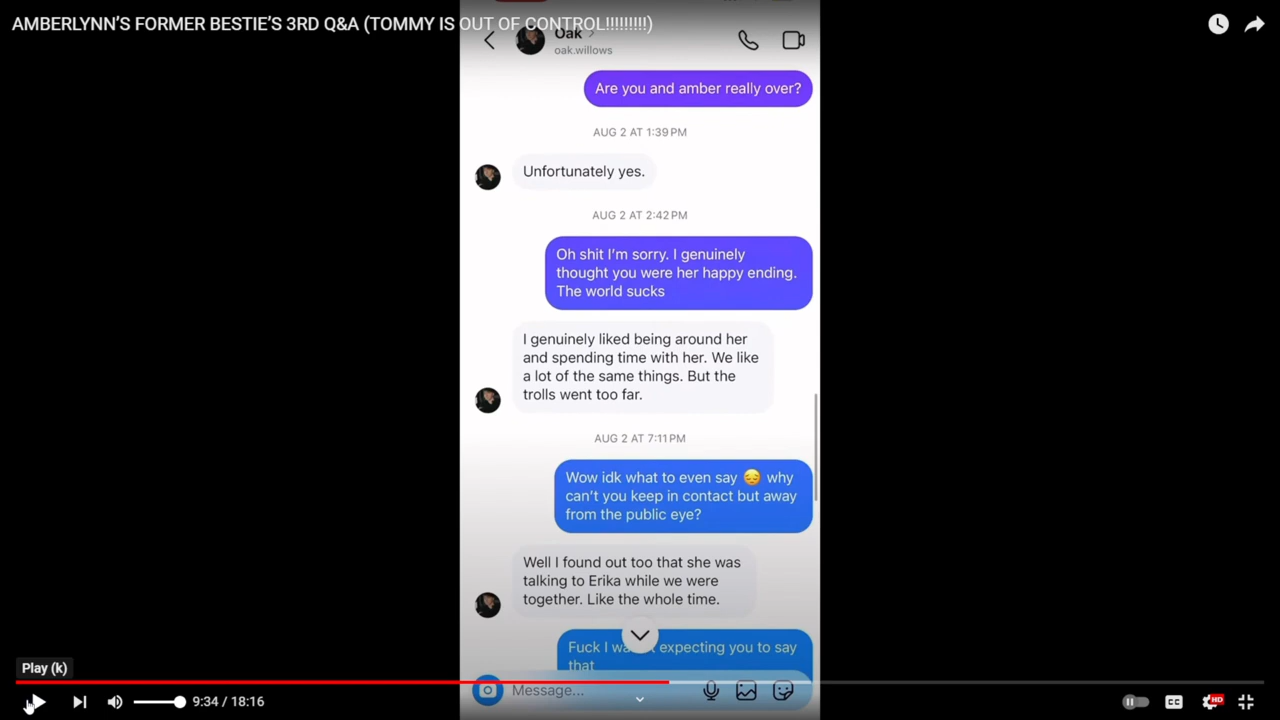 AMBERLYNN’S FORMER BESTIE’S 3RD Q&A (TOMMY IS OUT OF CONTROL!!!!!!!!!)
Oak
oak.willows
Are you and amber really over?
AUG 2 AT 1:39 PM
Unfortunately yes.
AUG 2 AT 2:42 PM
Oh shit I’m sorry. I genuinely
thought you were her happy ending.
The world sucks
I genuinely liked being around her
and spending time with her. We like
a lot of the same things. But the
trolls went too far.
AUG 2 AT 7:11 PM
Wow idk what to even say 😔 why
can’t you keep in contact but away
from the public eye?
Well I found out too that she was
talking to Erika while we were
together. Like the whole time.
Fuck I expecting you to say
that
Play (k)
Message...
9:34 / 18:16
CC
HD